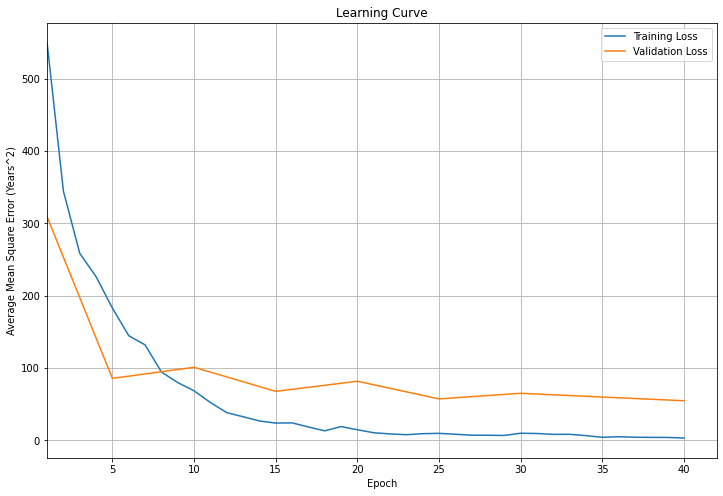 Learning Curve
Training Loss
Validation Loss
500
400
300
200
100
0
Average Mean Square Error (Years^2)
5 10 15 20 25 30 35 40
Epoch